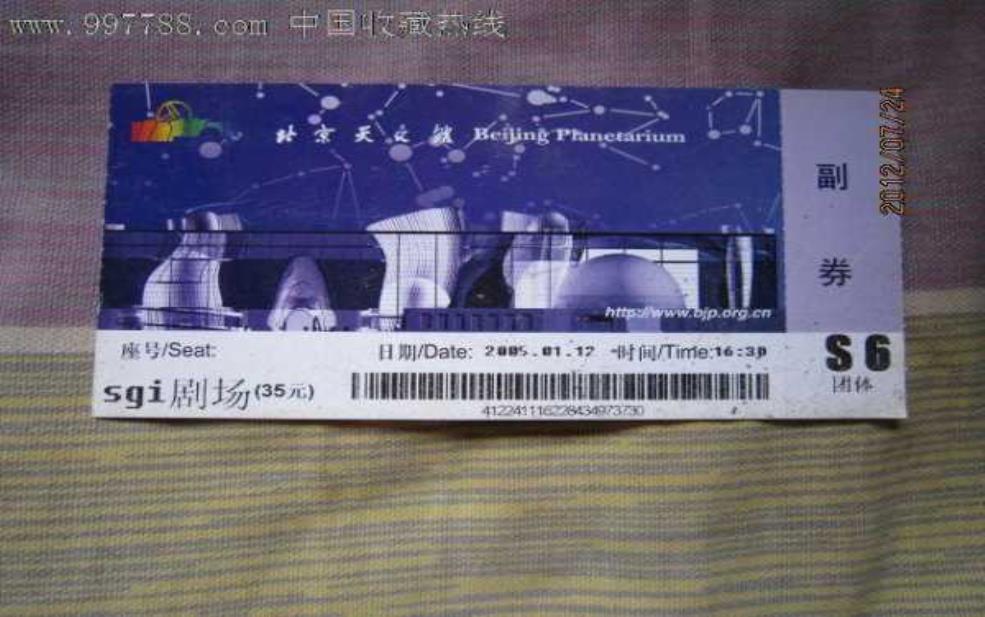 www.997788.com 中国收藏热线
北京天文馆 Beijing Planetarium
副
券
2012/07/24
http://www.bjp.org.cn
座号/Seat: 日期/Date: 2005.01.12 时间/Time:16:30
S6
sgi剧场(35元)
团体
412241116228434973730